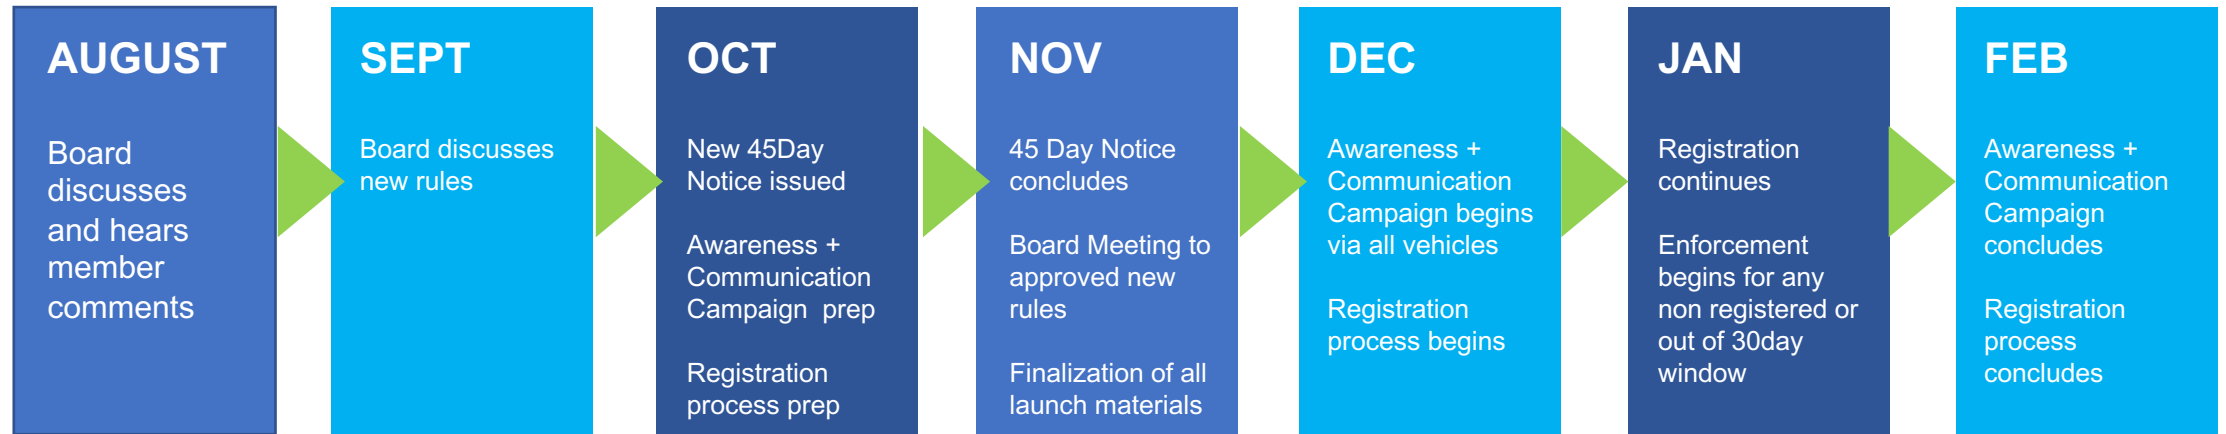 AUGUST
Board
discusses
and hears
member
comments
SEPT
Board discusses
new rules
OCT
New 45Day
Notice issued
Awareness +
Communication
Campaign  prep
Registration
process prep
NOV
45 Day Notice
concludes
Board Meeting to
approved new
rules
Finalization of all
launch materials
DEC
Awareness +
Communication
Campaign begins
via all vehicles
Registration
process begins
JAN
Registration
continues
Enforcement
begins for any
non registered or
out of 30day
window
FEB
Awareness +
Communication
Campaign
concludes
Registration
process
concludes